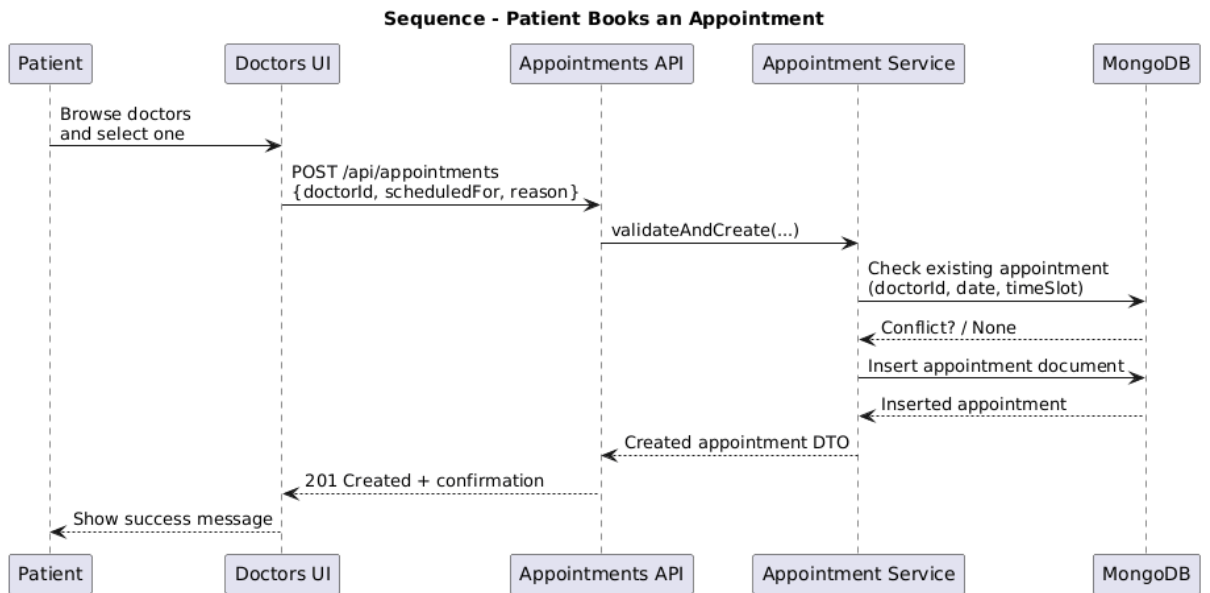 Sequence - Patient Books an Appointment
Patient
Doctors UI
Appointments API
Appointment Service
MongoDB
Browse doctors
and select one
POST /api/appointments
{doctorId, scheduledFor, reason}
validateAndCreate(...)
Check existing appointment
(doctorId, date, timeSlot)
Conflict? / None
Insert appointment document
Inserted appointment
Created appointment DTO
201 Created + confirmation
Show success message
Patient
Doctors UI
Appointments API
Appointment Service
MongoDB